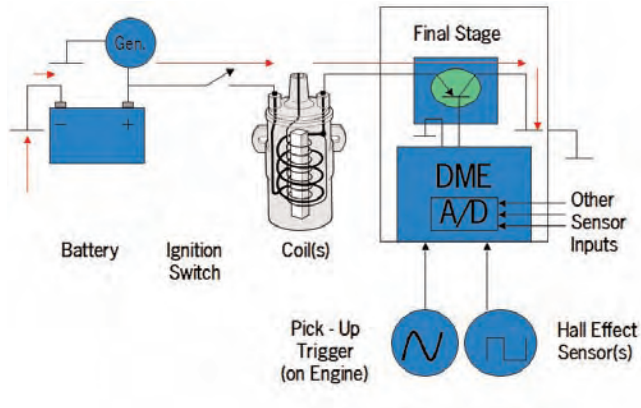 Final Stage
Gen.
- +
DME
A/D
Other
Sensor
Inputs
Battery
Ignition
Switch
Coil(s)
Pick - Up
Trigger
(on Engine)
Hall Effect
Sensor(s)